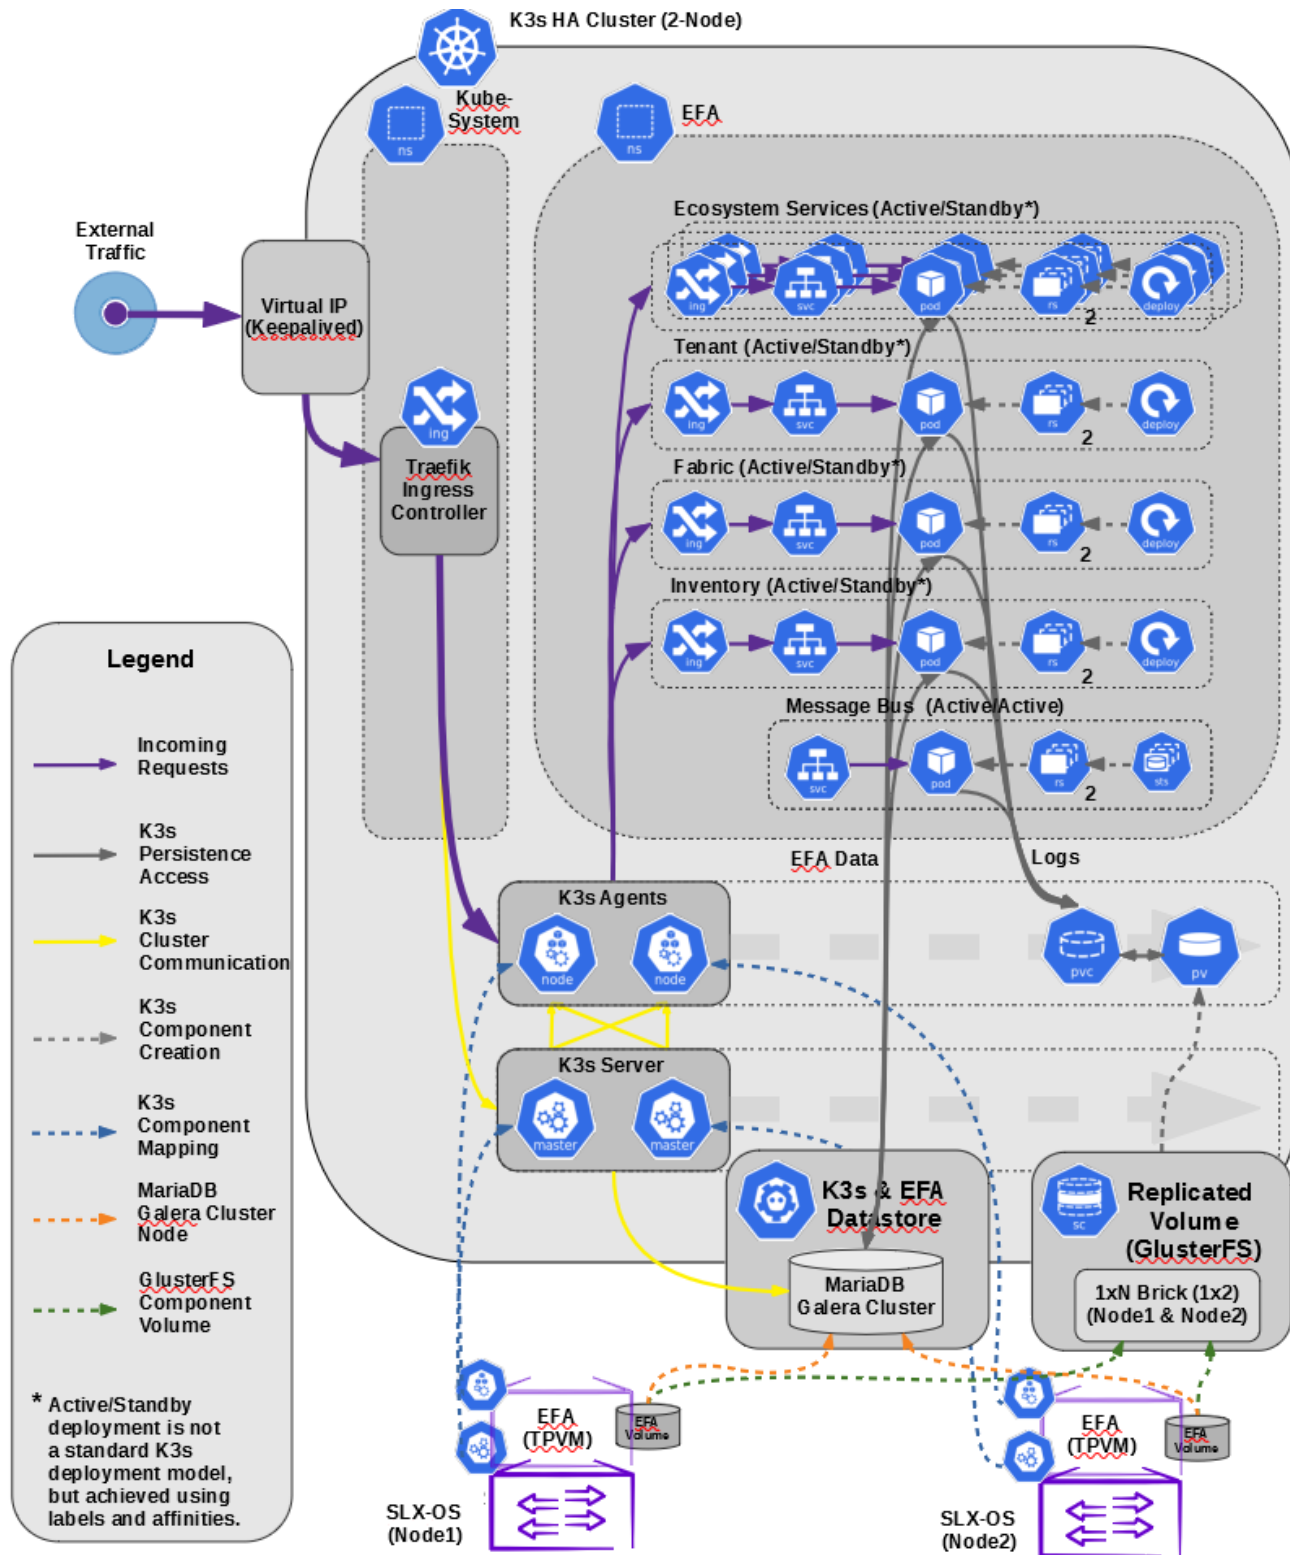 K3s HA Cluster (2-Node)
Kube-
System
ns
EFA
ns
External
Traffic
Virtual IP
(Keepalived)
ing
Traefik
Ingress
Controller
Ecosystem Services (Active/Standby*)
ing
svc
pod
rs
2
deploy
Tenant (Active/Standby*)
ing
svc
pod
rs
2
deploy
Fabric (Active/Standby*)
ing
svc
pod
rs
2
deploy
Inventory (Active/Standby*)
ing
svc
pod
rs
2
deploy
Message Bus (Active/Active)
svc
pod
rs
2
sts
EFA Data
Logs
K3s Agents
node
node
pvc
pv
K3s Server
master
master
K3s & EFA
Datastore
MariaDB
Galera Cluster
sc
Replicated
Volume
(GlusterFS)
1xN Brick (1x2)
(Node1 & Node2)
EFA
(TPVM)
EFA
Volume
SLX-OS
(Node1)
EFA
(TPVM)
EFA
Volume
SLX-OS
(Node2)
Legend
Incoming
Requests
K3s
Persistence
Access
K3s
Cluster
Communication
K3s
Component
Creation
K3s
Component
Mapping
MariaDB
Galera Cluster
Node
GlusterFS
Component
Volume
* Active/Standby
deployment is not
a standard K3s
deployment model,
but achieved using
labels and affinities.